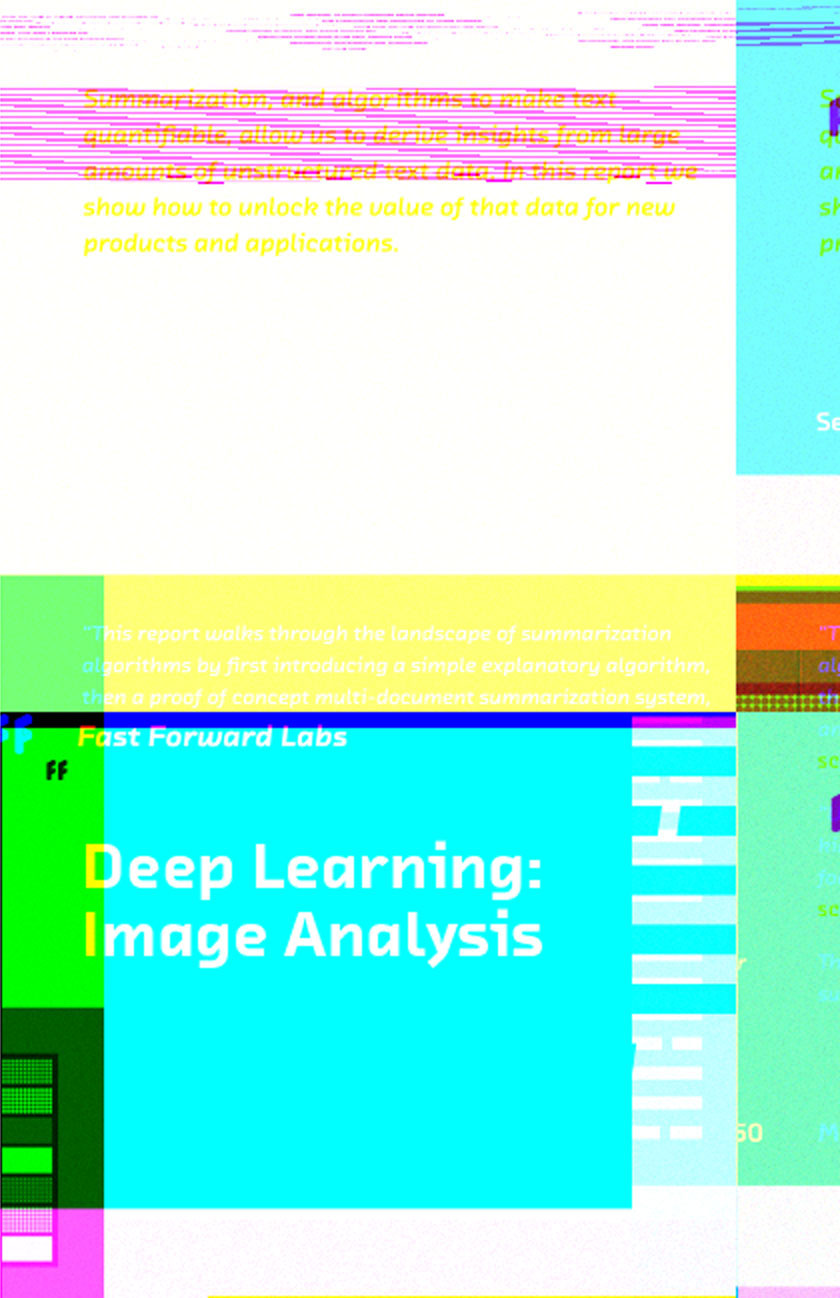 Summarization, and algorithms to make text
quantifiable, allow us to derive insights from large
amounts of unstructured text data. In this report we
show how to unlock the value of that data for new
products and applications.
Se
"This report walks through the landscape of summarization
algorithms by first introducing a simple explanatory algorithm,
then a proof of concept multi-document summarization system,
Fast Forward Labs
FF
Deep Learning:
Image Analysis
50